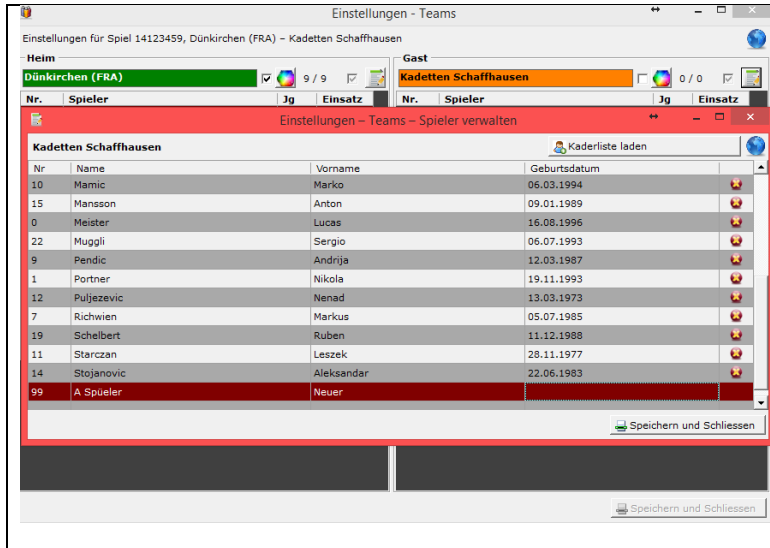 Einstellungen - Teams
Einstellungen für Spiel 14123459, Dünkirchen (FRA) – Kadetten Schaffhausen
Heim Gast
Dünkirchen (FRA) 9 / 9 Kadetten Schaffhausen 0 / 0
Nr. Spieler Jg Einsatz Nr. Spieler Jg Einsatz
Einstellungen – Teams – Spieler verwalten
Kadetten Schaffhausen Kaderliste laden
Nr Name Vorname Geburtsdatum
10 Mamic Marko 06.03.1994
15 Mansson Anton 09.01.1989
0 Meister Lucas 16.08.1996
22 Muggli Sergio 06.07.1993
9 Pendic Andrija 12.03.1987
1 Portner Nikola 19.11.1993
12 Puljezevic Nenad 13.03.1973
7 Richwien Markus 05.07.1985
19 Schelbert Ruben 11.12.1988
11 Starczan Leszek 28.11.1977
14 Stojanovic Aleksandar 22.06.1983
99 A Spüeler Neuer
Speichern und Schliessen
Speichern und Schliessen